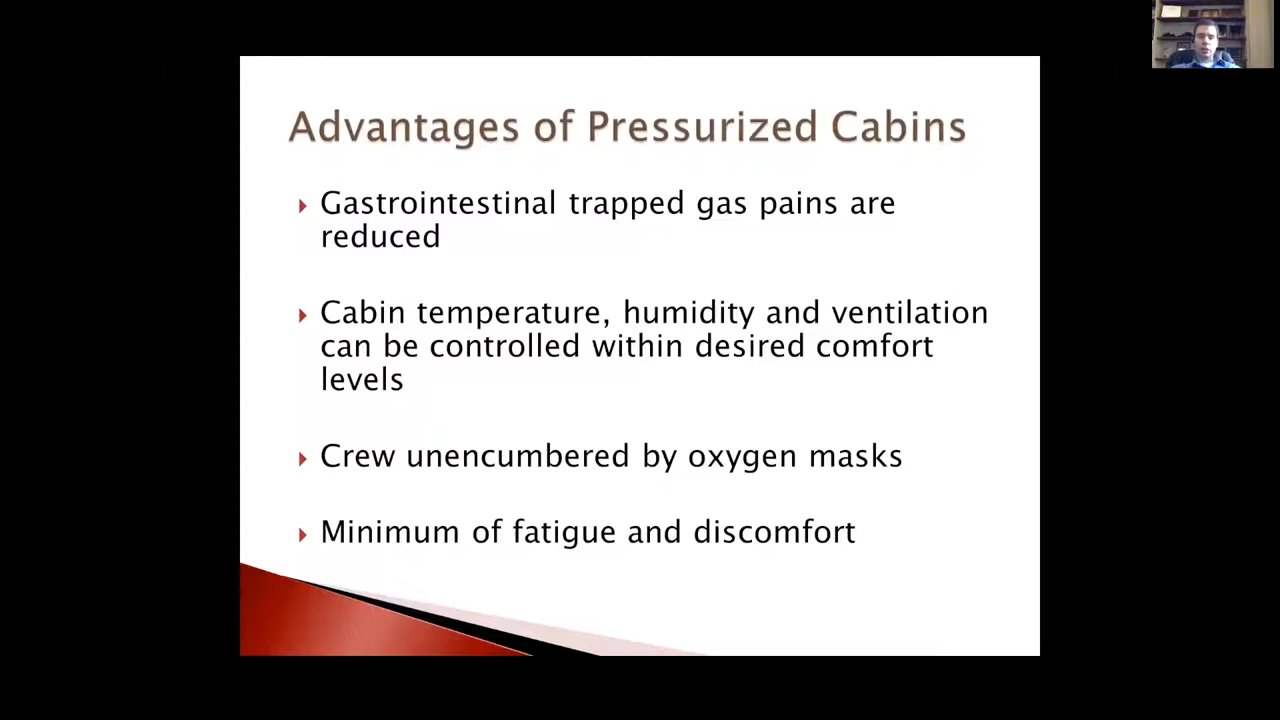 Advantages of Pressurized Cabins
Gastrointestinal trapped gas pains are
reduced
Cabin temperature, humidity and ventilation
can be controlled within desired comfort
levels
Crew unencumbered by oxygen masks
Minimum of fatigue and discomfort